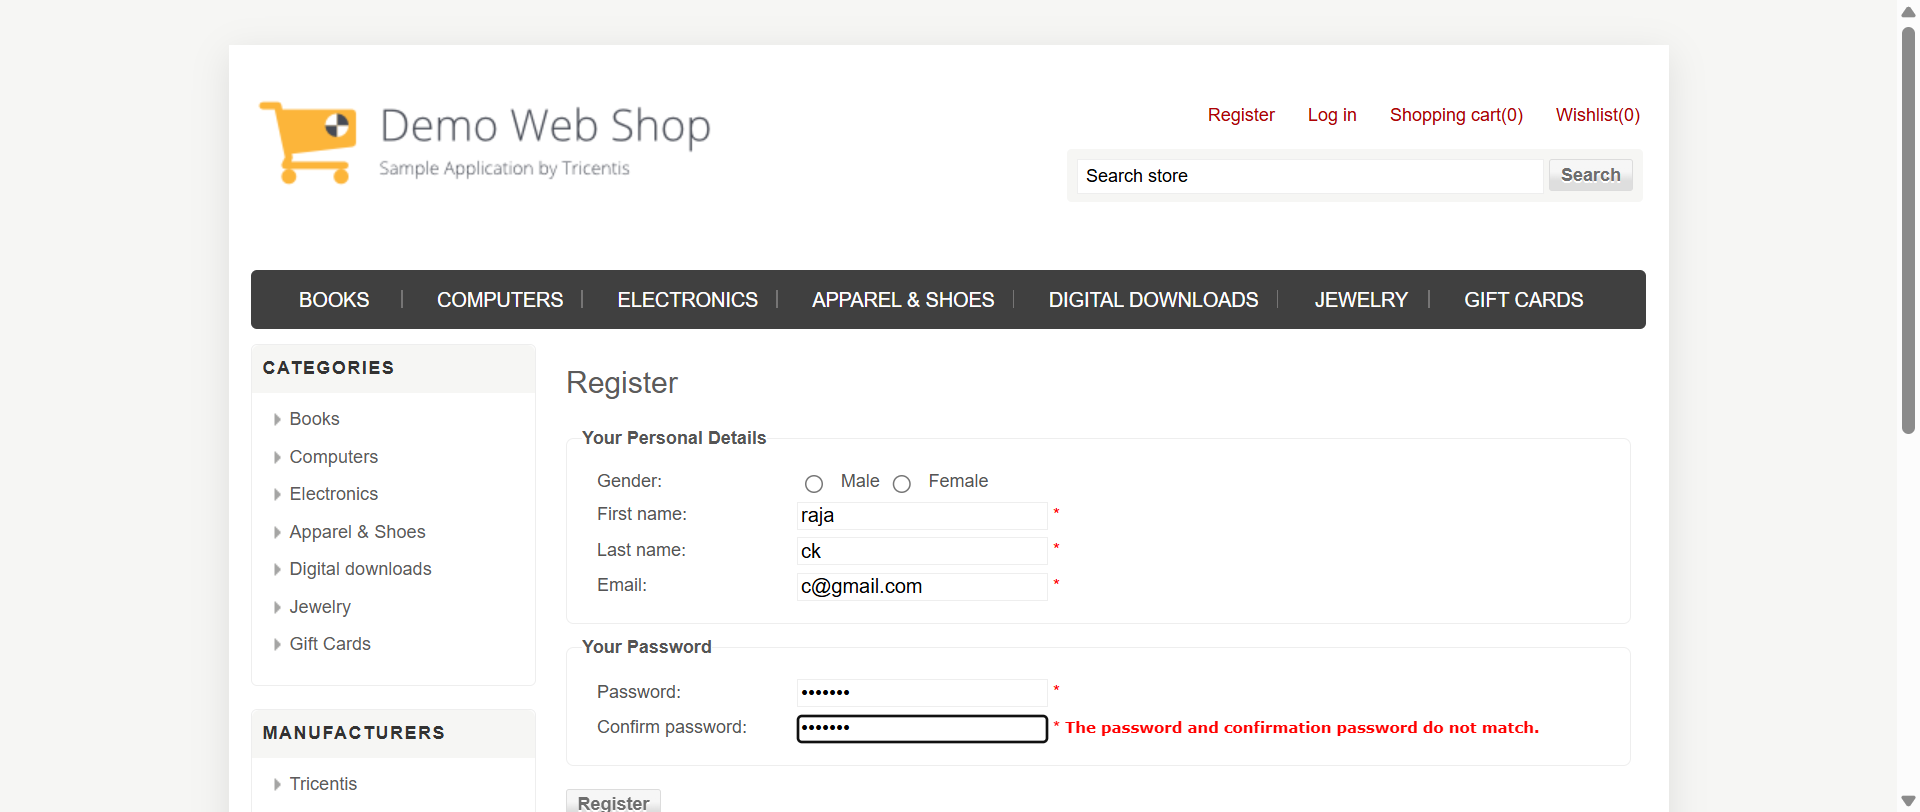 Demo Web Shop
Sample Application by Tricentis
Register Log in Shopping cart(0) Wishlist(0)
Search store Search
BOOKS COMPUTERS ELECTRONICS APPAREL & SHOES DIGITAL DOWNLOADS JEWELRY GIFT CARDS
CATEGORIES
Books
Computers
Electronics
Apparel & Shoes
Digital downloads
Jewelry
Gift Cards
MANUFACTURERS
Tricentis
Register
Your Personal Details
Gender: Male Female
First name: raja *
Last name: ck *
Email: c@gmail.com *
Your Password
Password: ••••••• *
Confirm password: ••••••• * The password and confirmation password do not match.
Register